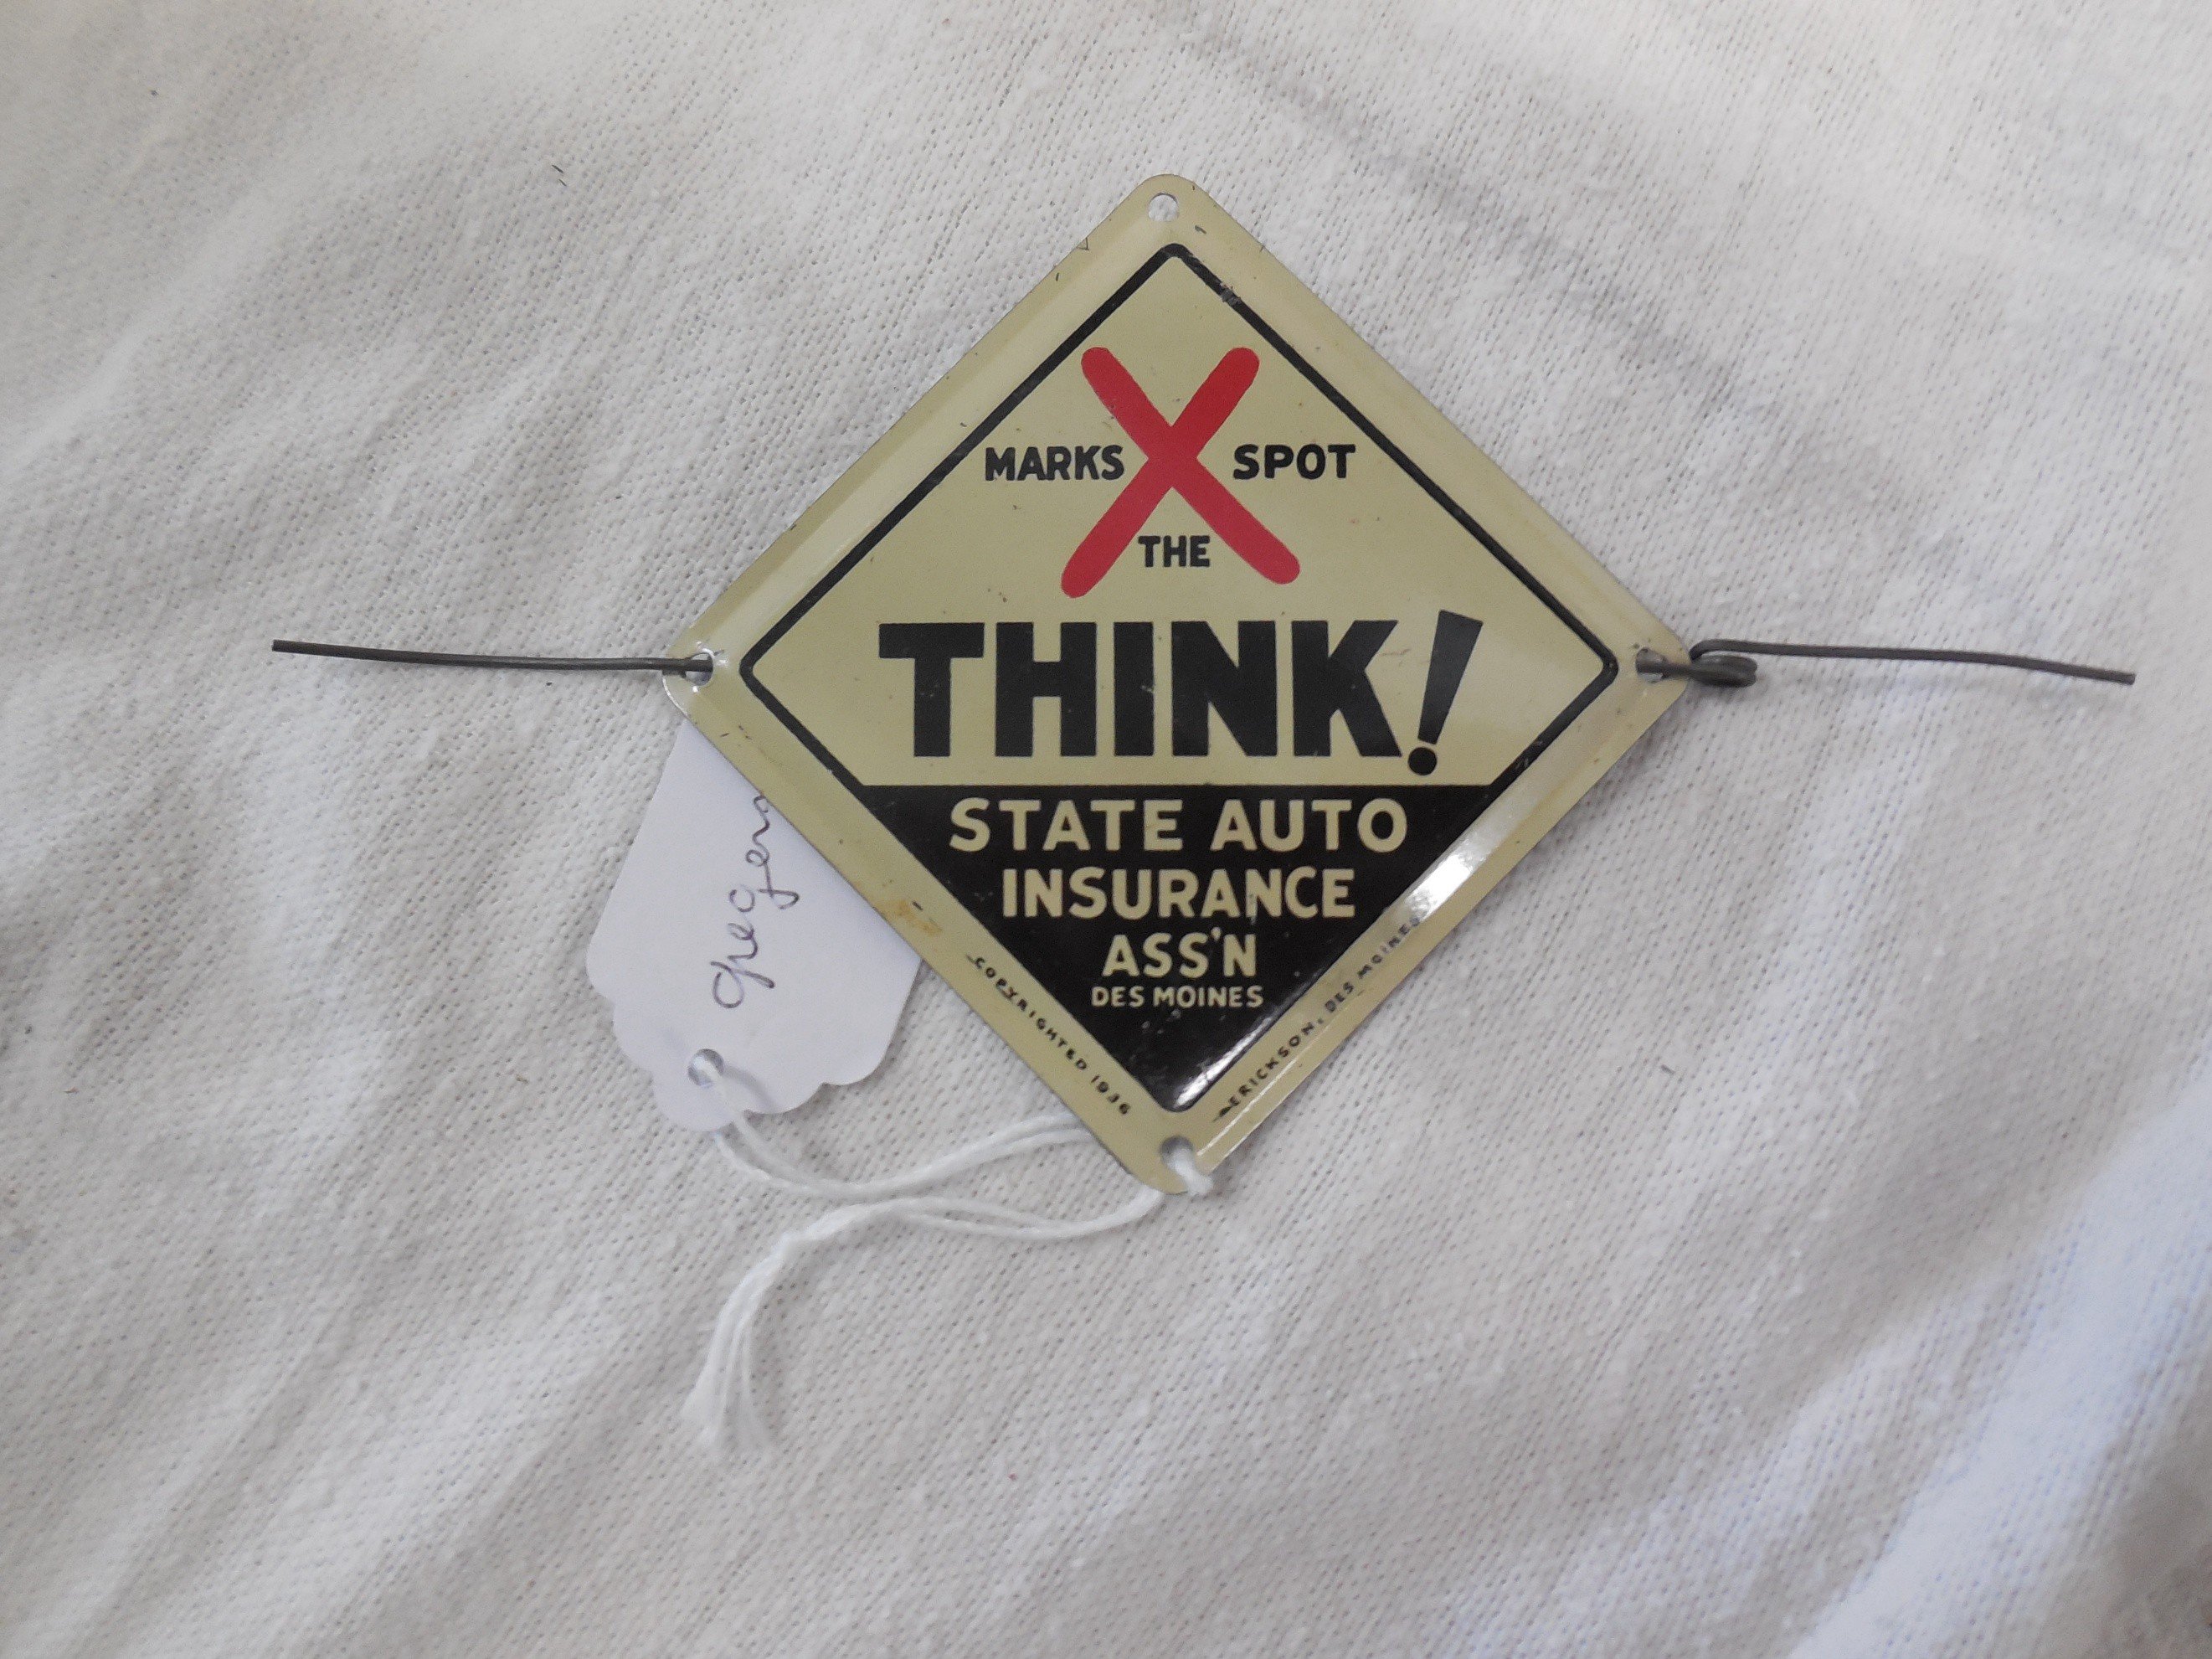 MARKS X SPOT
THE
THINK!
STATE AUTO
INSURANCE
ASS'N
DES MOINES
COPYRIGHTED 1936
ERICKSON, DES MOINES